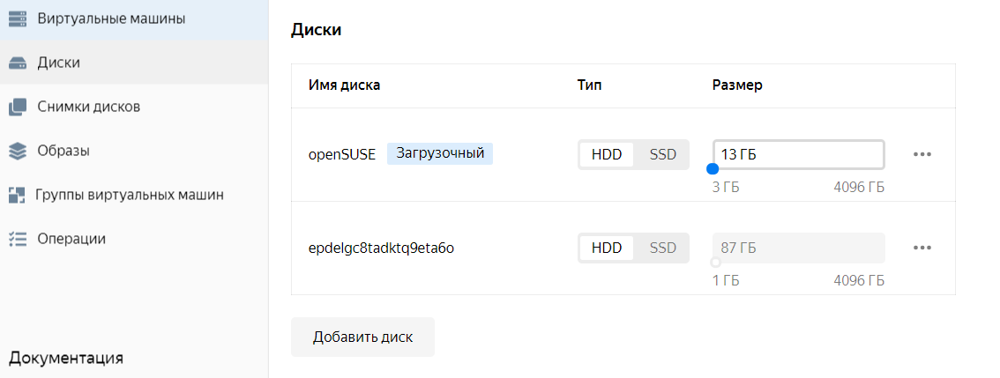 Виртуальные машины
Диски
Снимки дисков
Образы
Группы виртуальных машин
Операции
Документация
Диски
Имя диска Тип Размер
openSUSE Загрузочный HDD SSD 13 ГБ
3 ГБ 4096 ГБ
epdelgc8tadktq9eta6o HDD SSD 87 ГБ
1 ГБ 4096 ГБ
Добавить диск